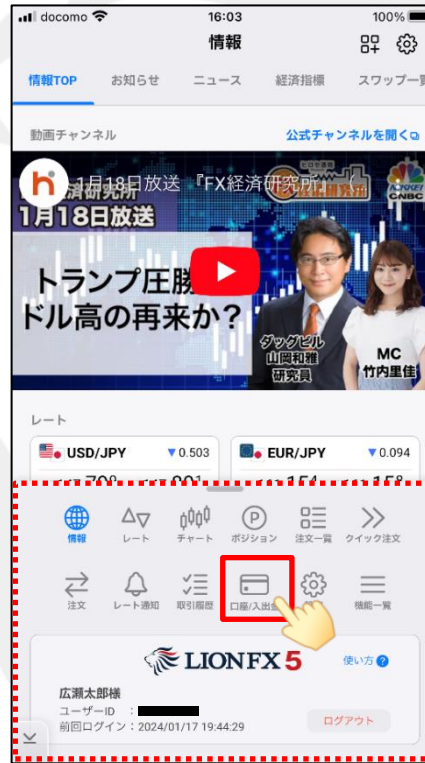 docomo 16:03 100%
情報
情報TOP お知らせ ニュース 経済指標 スワップ一覧
動画チャンネル 公式チャンネルを開く
1月18日放送 『FX経済研究所』
1月18日放送
CNBC
トランプ圧勝
ドル高の再来か?
ダッグビル
山岡和雅
研究員
MC
竹内里佳
レート
USD/JPY ▼0.503 EUR/JPY ▼0.094
情報 レート チャート ポジション 注文一覧 クイック注文
注文 レート通知 取引履歴 口座/入出金 機能一覧
LION FX 5 使い方
広瀬太郎様
ユーザーID :
前回ログイン:2024/01/17 19:44:29 ログアウト